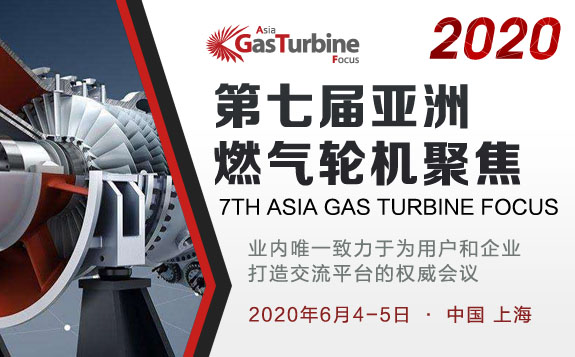 Asia
GasTurbine
Focus
2020
第七届亚洲
燃气轮机聚焦
7TH ASIA GAS TURBINE FOCUS
业内唯一致力于为用户和企业
打造交流平台的权威会议
2020年6月4-5日 · 中国 上海